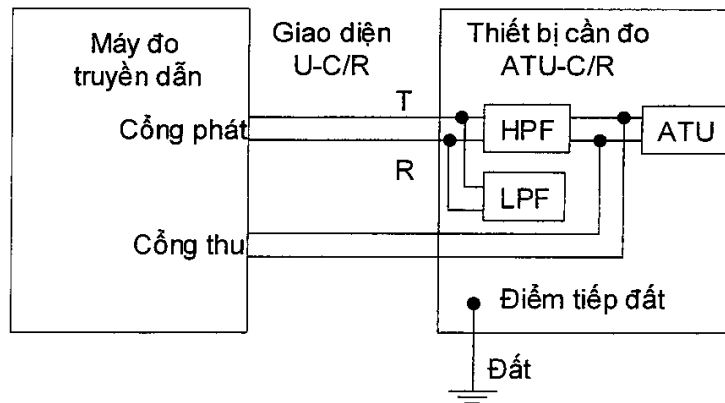 Máy đo
truyền dẫn
Cổng phát
Cổng thu
Giao diện
U-C/R
T
R
Thiết bị cần đo
ATU-C/R
HPF
LPF
ATU
Điểm tiếp đất
Đất